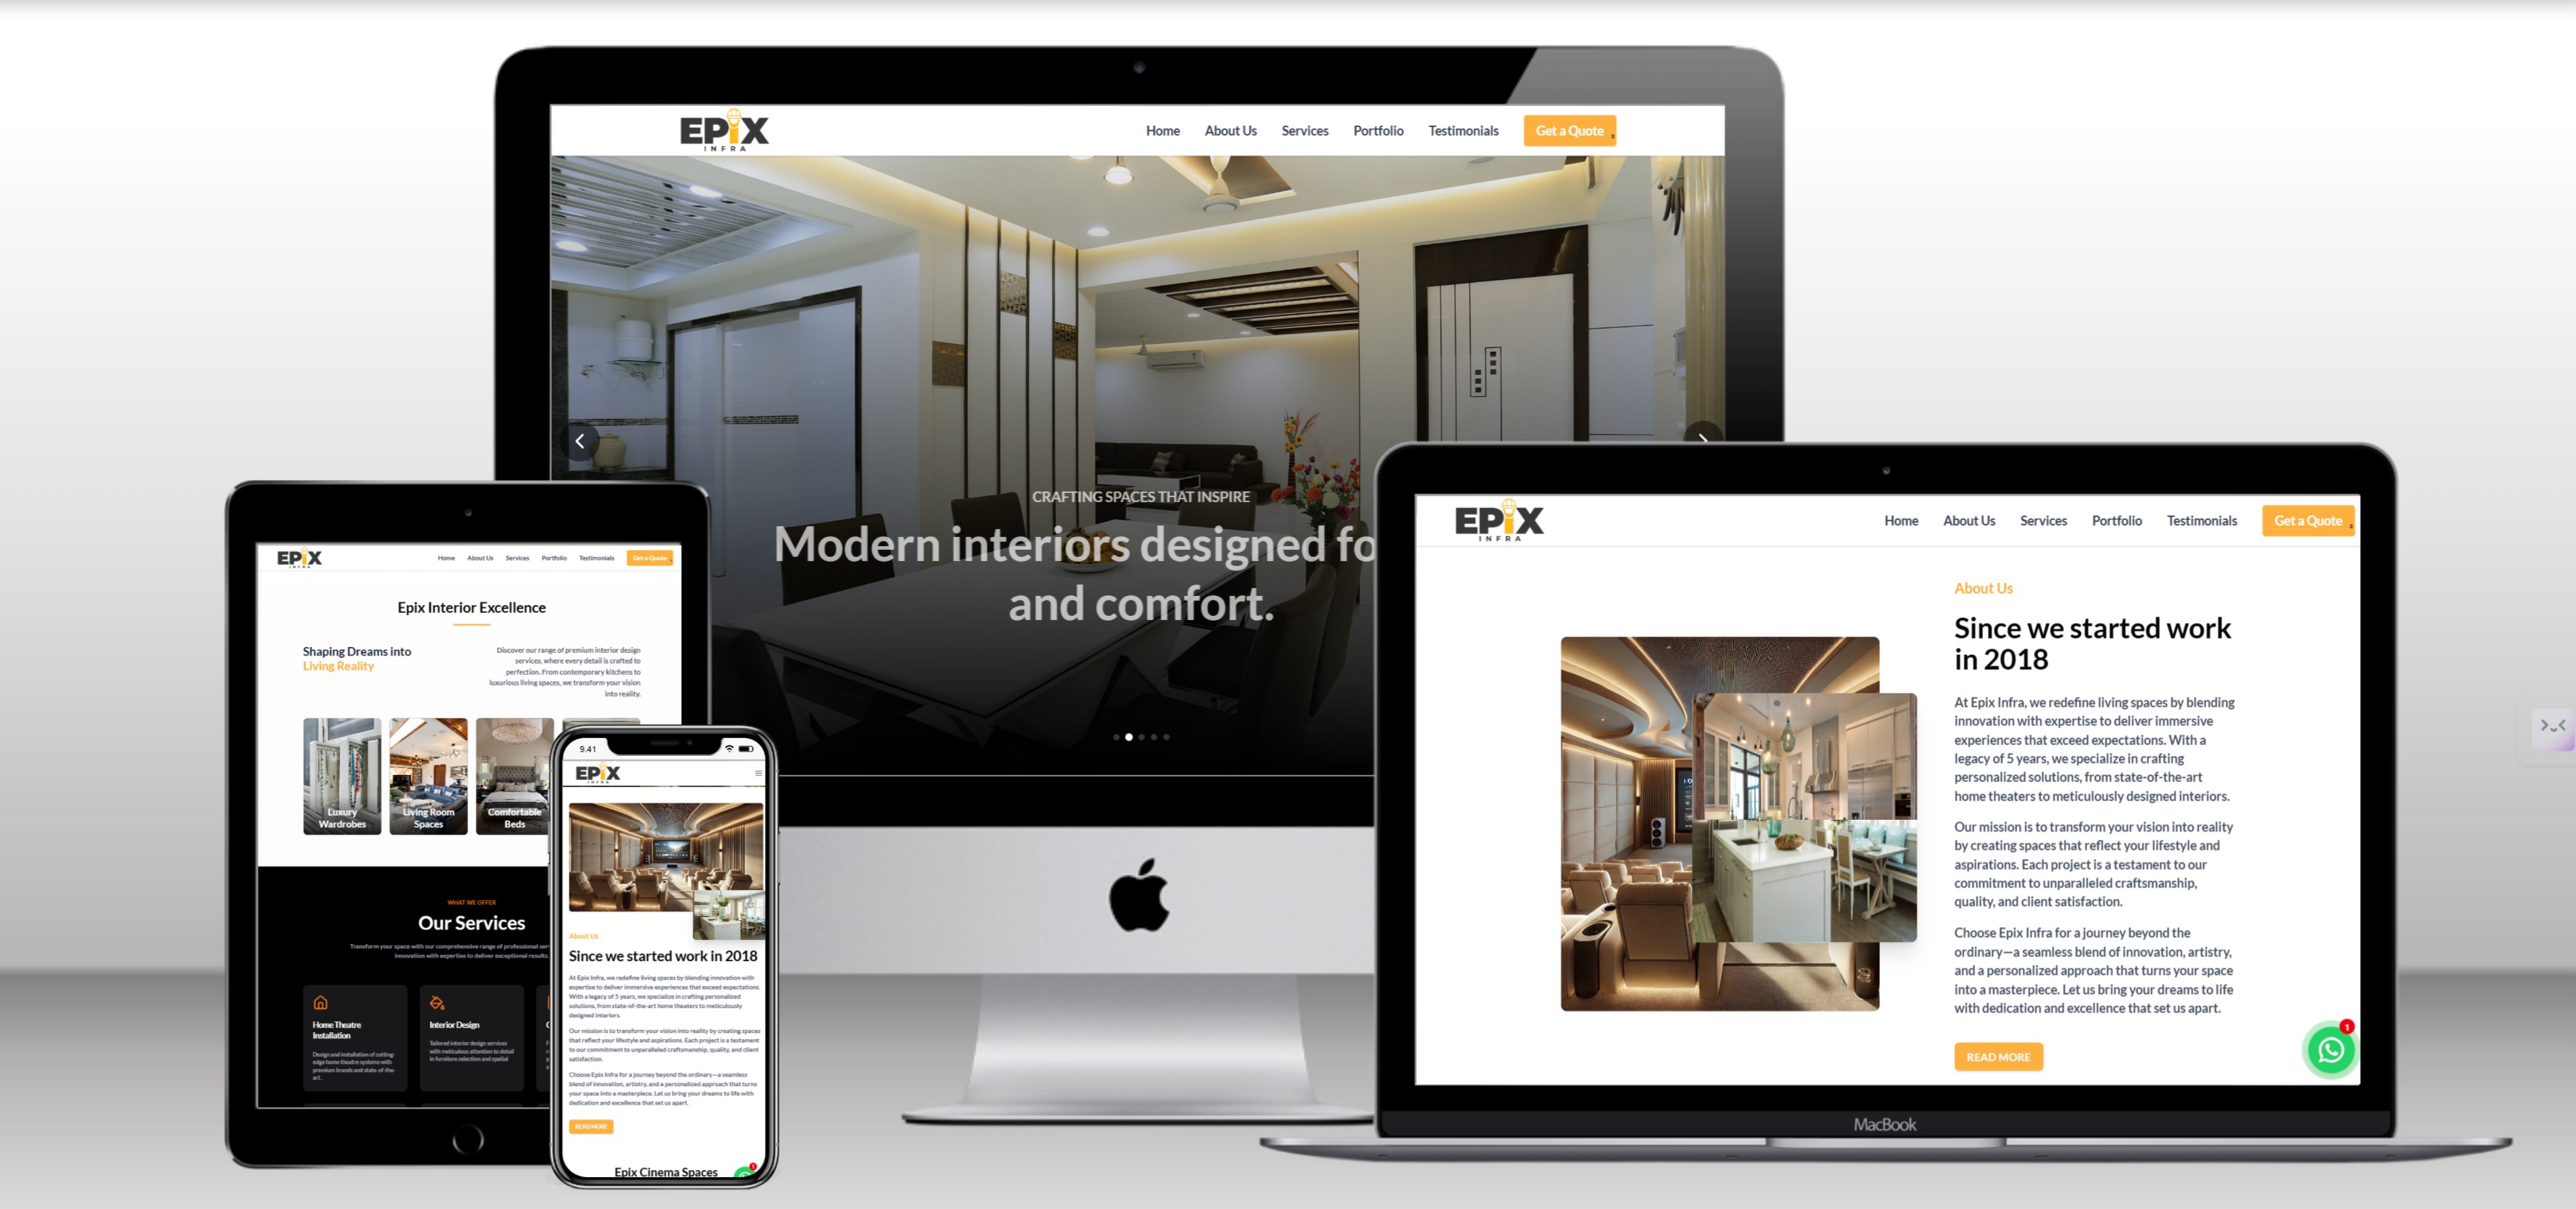 EPiX
INFRA
Home About Us Services Portfolio Testimonials Get a Quote
CRAFTING SPACES THAT INSPIRE
Modern interiors designed fo
and comfort.
EPiX
INFRA
Home About Us Services Portfolio Testimonials Get a Quote
Epix Interior Excellence
Shaping Dreams into
Living Reality
Discover our range of premium interior design
services, where every detail is crafted to
perfection. From contemporary kitchens to
luxurious living spaces, we transform your vision
into reality.
Luxury
Wardrobes
Living Room
Spaces
Comfortable
Beds
WHAT WE OFFER
Our Services
Transform your space with our comprehensive range of professional ser
innovation with expertise to deliver exceptional results.
Home Theatre
Installation
Design and installation of cutting-
edge home theatre systems with
premium brands and state-of-the-
art.
Interior Design
Tailored interior design services
with meticulous attention to detail
in furniture selection and spatial
9.41
EPiX
INFRA
About Us
Since we started work in 2018
At Epix Infra, we redefine living spaces by blending innovation with
expertise to deliver immersive experiences that exceed expectations.
With a legacy of 5 years, we specialize in crafting personalized
solutions, from state-of-the-art home theaters to meticulously
designed interiors.
Our mission is to transform your vision into reality by creating spaces
that reflect your lifestyle and aspirations. Each project is a testament
to our commitment to unparalleled craftsmanship, quality, and client
satisfaction.
Choose Epix Infra for a journey beyond the ordinary—a seamless
blend of innovation, artistry, and a personalized approach that turns
your space into a masterpiece. Let us bring your dreams to life with
dedication and excellence that set us apart.
READ MORE
Epix Cinema Spaces
1
EPiX
INFRA
Home About Us Services Portfolio Testimonials Get a Quote
About Us
Since we started work
in 2018
At Epix Infra, we redefine living spaces by blending
innovation with expertise to deliver immersive
experiences that exceed expectations. With a
legacy of 5 years, we specialize in crafting
personalized solutions, from state-of-the-art
home theaters to meticulously designed interiors.
Our mission is to transform your vision into reality
by creating spaces that reflect your lifestyle and
aspirations. Each project is a testament to our
commitment to unparalleled craftsmanship,
quality, and client satisfaction.
Choose Epix Infra for a journey beyond the
ordinary—a seamless blend of innovation, artistry,
and a personalized approach that turns your space
into a masterpiece. Let us bring your dreams to life
with dedication and excellence that set us apart.
READ MORE
1
MacBook